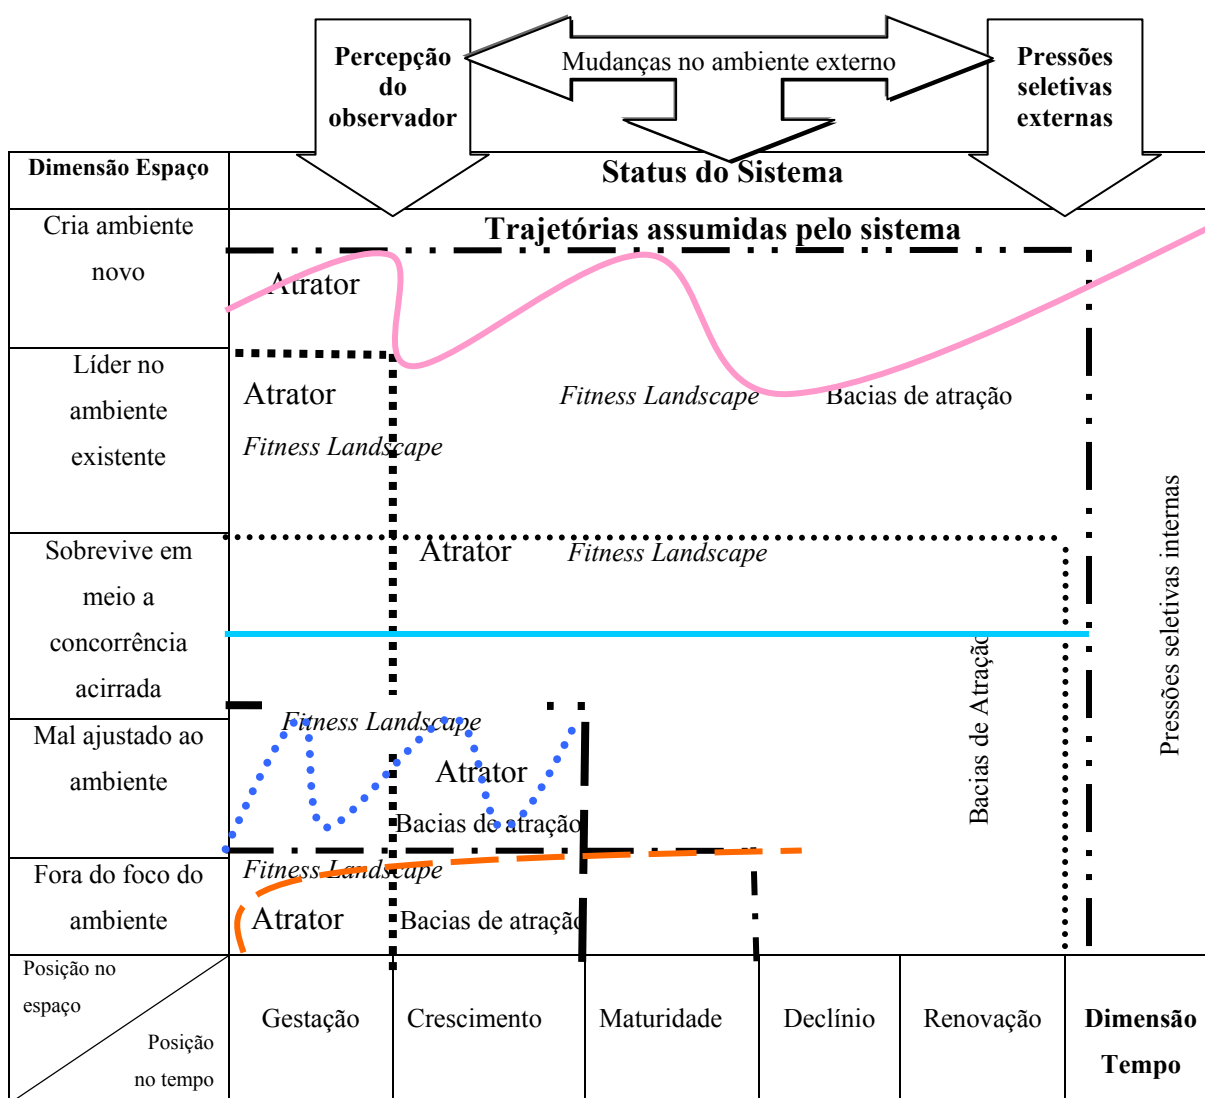 Percepção
do
observador
Mudanças no ambiente externo
Pressões
seletivas
externas
Dimensão Espaço
Status do Sistema
Cria ambiente
novo
Trajetórias assumidas pelo sistema
Atrator
Líder no
ambiente
existente
Atrator
Fitness Landscape
Bacias de atração
Fitness Landscape
Sobrevive em
meio a
concorrência
acirrada
Atrator
Fitness Landscape
Bacias de Atração
Pressões seletivas internas
Mal ajustado ao
ambiente
Fitness Landscape
Atrator
Bacias de atração
Fora do foco do
ambiente
Fitness Landscape
Atrator
Bacias de atração
Posição no
espaço
Posição
no tempo
Gestação
Crescimento
Maturidade
Declínio
Renovação
Dimensão
Tempo